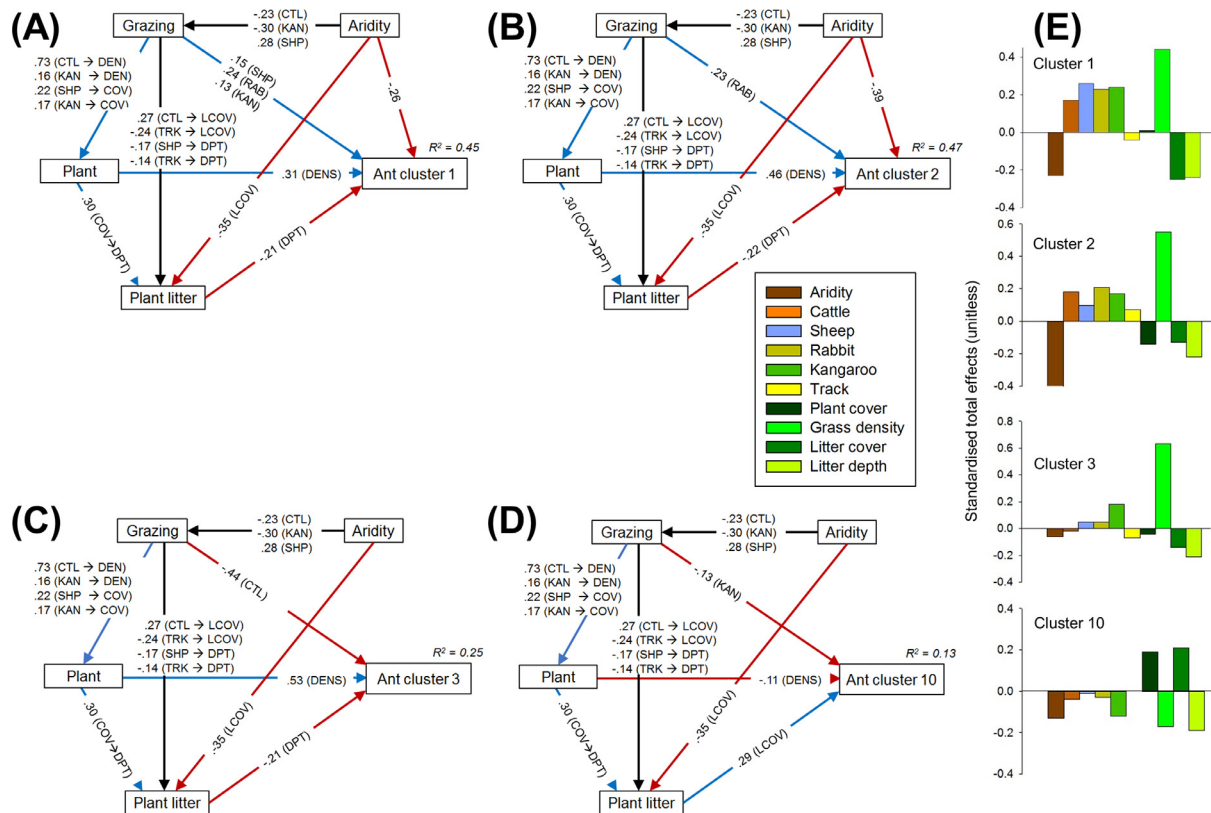 (A)
Grazing
Aridity
-.23 (CTL)
-.30 (KAN)
.28 (SHP)
.73 (CTL → DEN)
.16 (KAN → DEN)
.22 (SHP → COV)
.17 (KAN → COV)
.15 (SHP)
.24 (RAB)
.13 (KAN)
-.26
.27 (CTL → LCOV)
-.24 (TRK → LCOV)
-.17 (SHP → DPT)
-.14 (TRK → DPT)
R² = 0.45
Plant
.31 (DENS)
Ant cluster 1
.30 (COV→DPT)
-.35 (LCOV)
-.21 (DPT)
Plant litter
(B)
Grazing
Aridity
-.23 (CTL)
-.30 (KAN)
.28 (SHP)
.73 (CTL → DEN)
.16 (KAN → DEN)
.22 (SHP → COV)
.17 (KAN → COV)
.23 (RAB)
-.39
.27 (CTL → LCOV)
-.24 (TRK → LCOV)
-.17 (SHP → DPT)
-.14 (TRK → DPT)
R² = 0.47
Plant
.46 (DENS)
Ant cluster 2
.30 (COV→DPT)
-.35 (LCOV)
-.22 (DPT)
Plant litter
Aridity
Cattle
Sheep
Rabbit
Kangaroo
Track
Plant cover
Grass density
Litter cover
Litter depth
(C)
Grazing
Aridity
-.23 (CTL)
-.30 (KAN)
.28 (SHP)
.73 (CTL → DEN)
.16 (KAN → DEN)
.22 (SHP → COV)
.17 (KAN → COV)
-.44 (CTL)
.27 (CTL → LCOV)
-.24 (TRK → LCOV)
-.17 (SHP → DPT)
-.14 (TRK → DPT)
R² = 0.25
Plant
.53 (DENS)
Ant cluster 3
.30 (COV→DPT)
-.35 (LCOV)
-.21 (DPT)
Plant litter
(D)
Grazing
Aridity
-.23 (CTL)
-.30 (KAN)
.28 (SHP)
.73 (CTL → DEN)
.16 (KAN → DEN)
.22 (SHP → COV)
.17 (KAN → COV)
-.13 (KAN)
.27 (CTL → LCOV)
-.24 (TRK → LCOV)
-.17 (SHP → DPT)
-.14 (TRK → DPT)
R² = 0.13
Plant
-.11 (DENS)
Ant cluster 10
.30 (COV→DPT)
-.35 (LCOV)
.29 (LCOV)
Plant litter
(E)
Standardised total effects (unitless)
Cluster 1
0.4
0.2
0.0
-0.2
-0.4
Cluster 2
0.6
0.4
0.2
0.0
-0.2
-0.4
Cluster 3
0.8
0.6
0.4
0.2
0.0
-0.2
-0.4
Cluster 10
0.4
0.2
0.0
-0.2
-0.4